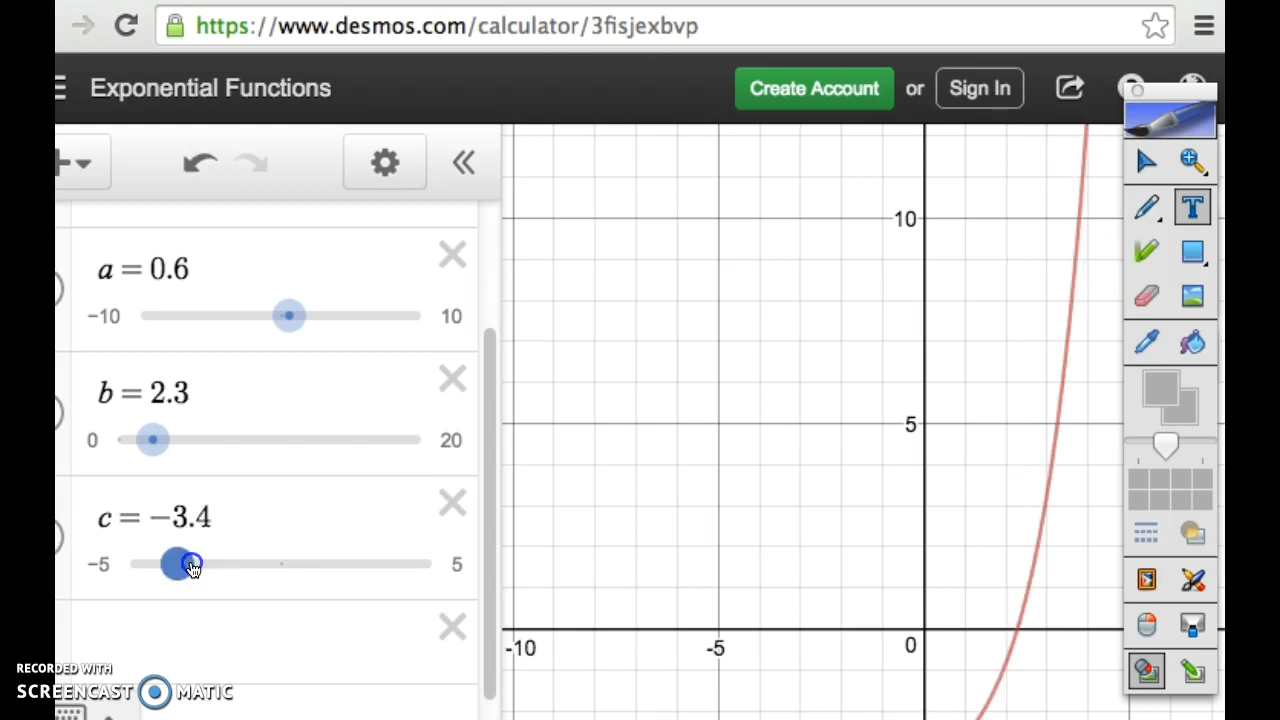 https://www.desmos.com/calculator/3fisjexbvp
Exponential Functions
Create Account or Sign In
a = 0.6
−10 10
b = 2.3
0 20
c = −3.4
−5 5
10
5
-10 -5 0
T
RECORDED WITH
SCREENCAST MATIC